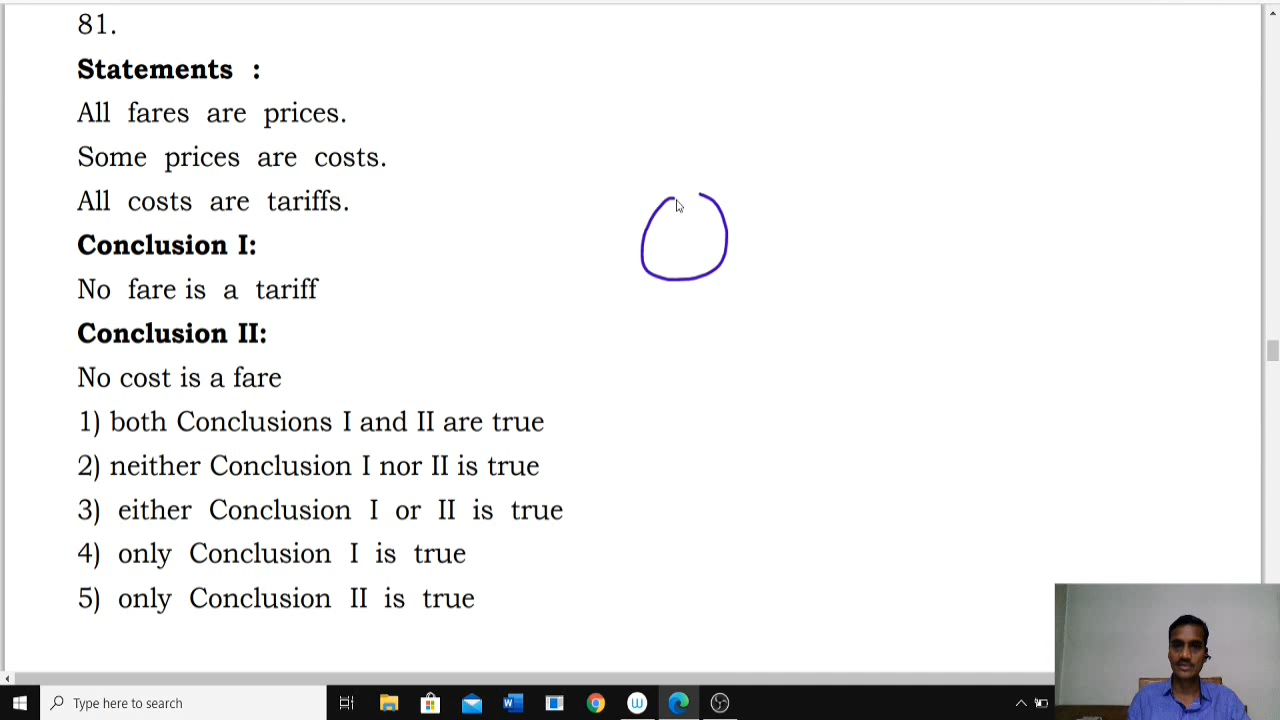 81.
Statements :
All fares are prices.
Some prices are costs.
All costs are tariffs.
Conclusion I:
No fare is a tariff
Conclusion II:
No cost is a fare
1) both Conclusions I and II are true
2) neither Conclusion I nor II is true
3) either Conclusion I or II is true
4) only Conclusion I is true
5) only Conclusion II is true
Type here to search